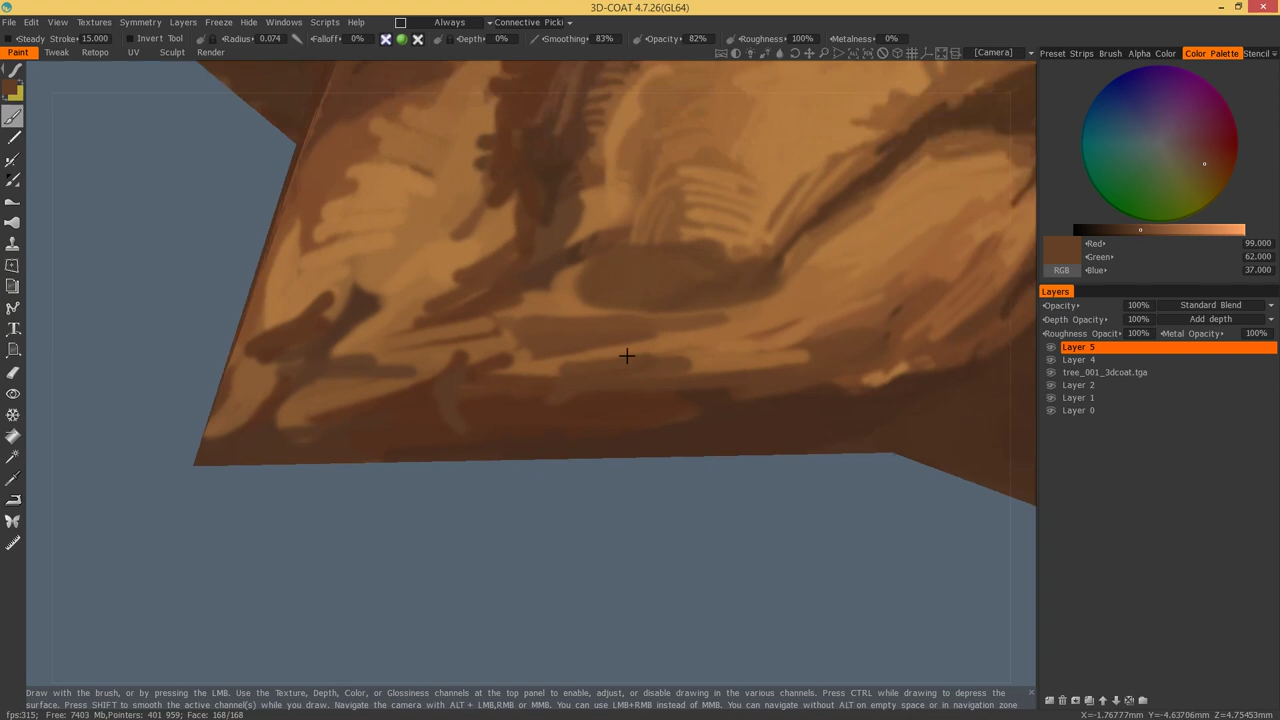 3D-COAT 4.7.26(GL64)
File Edit View Textures Symmetry Layers Freeze Hide Windows Scripts Help Always Connective Picki
Steady Stroke 15.000 Invert Tool Radius 0.074 Falloff 0% Depth 0% Smoothing 83% Opacity 82% Roughness 100% Metalness 0%
Paint Tweak Retopo UV Sculpt Render [Camera] Preset Strips Brush Alpha Color Color Palette Stencil
Red 99.000
Green 62.000
RGB Blue 37.000
Layers
Opacity 100% Standard Blend
Depth Opacity 100% Add depth
Roughness Opacit 100% Metal Opacity 100%
Layer 5
Layer 4
tree_001_3dcoat.tga
Layer 2
Layer 1
Layer 0
Draw with the brush, or by pressing the LMB. Use the Texture, Depth, Color, or Glossiness channels at the top panel to enable, adjust, or disable drawing in the various channels. Press CTRL while drawing to depress the
surface. Press SHIFT to smooth the active channel(s) while you draw. Navigate the camera with ALT + LMB,RMB or MMB. You can use LMB+RMB instead of MMB. You can navigate without ALT on empty space or in navigation zone
fps:315; Free: 7403 Mb,Pointers: 401 959; Face: 168/168 X=-1.76777mm Y=-4.63706mm Z=4.75453mm